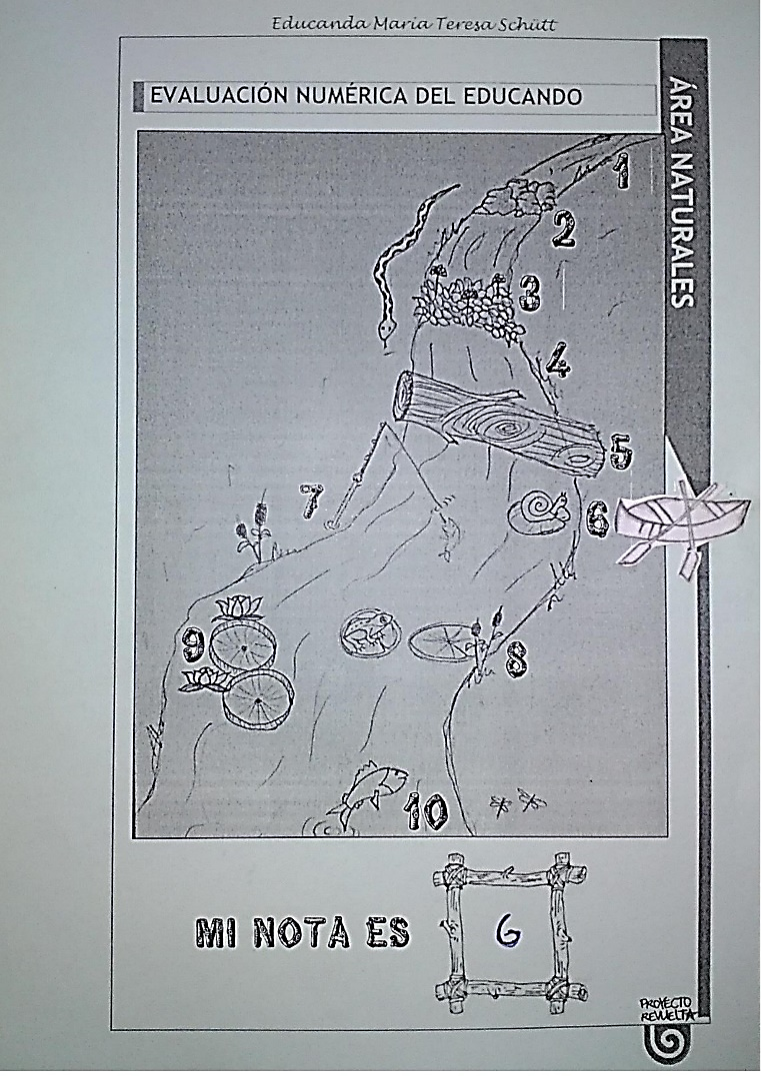 Educanda Maria Teresa Schütt
EVALUACIÓN NUMÉRICA DEL EDUCANDO
ÁREA NATURALES
1
2
3
4
5
6
7
8
9
10
MI NOTA ES
6
PROYECTO
REVUELTA